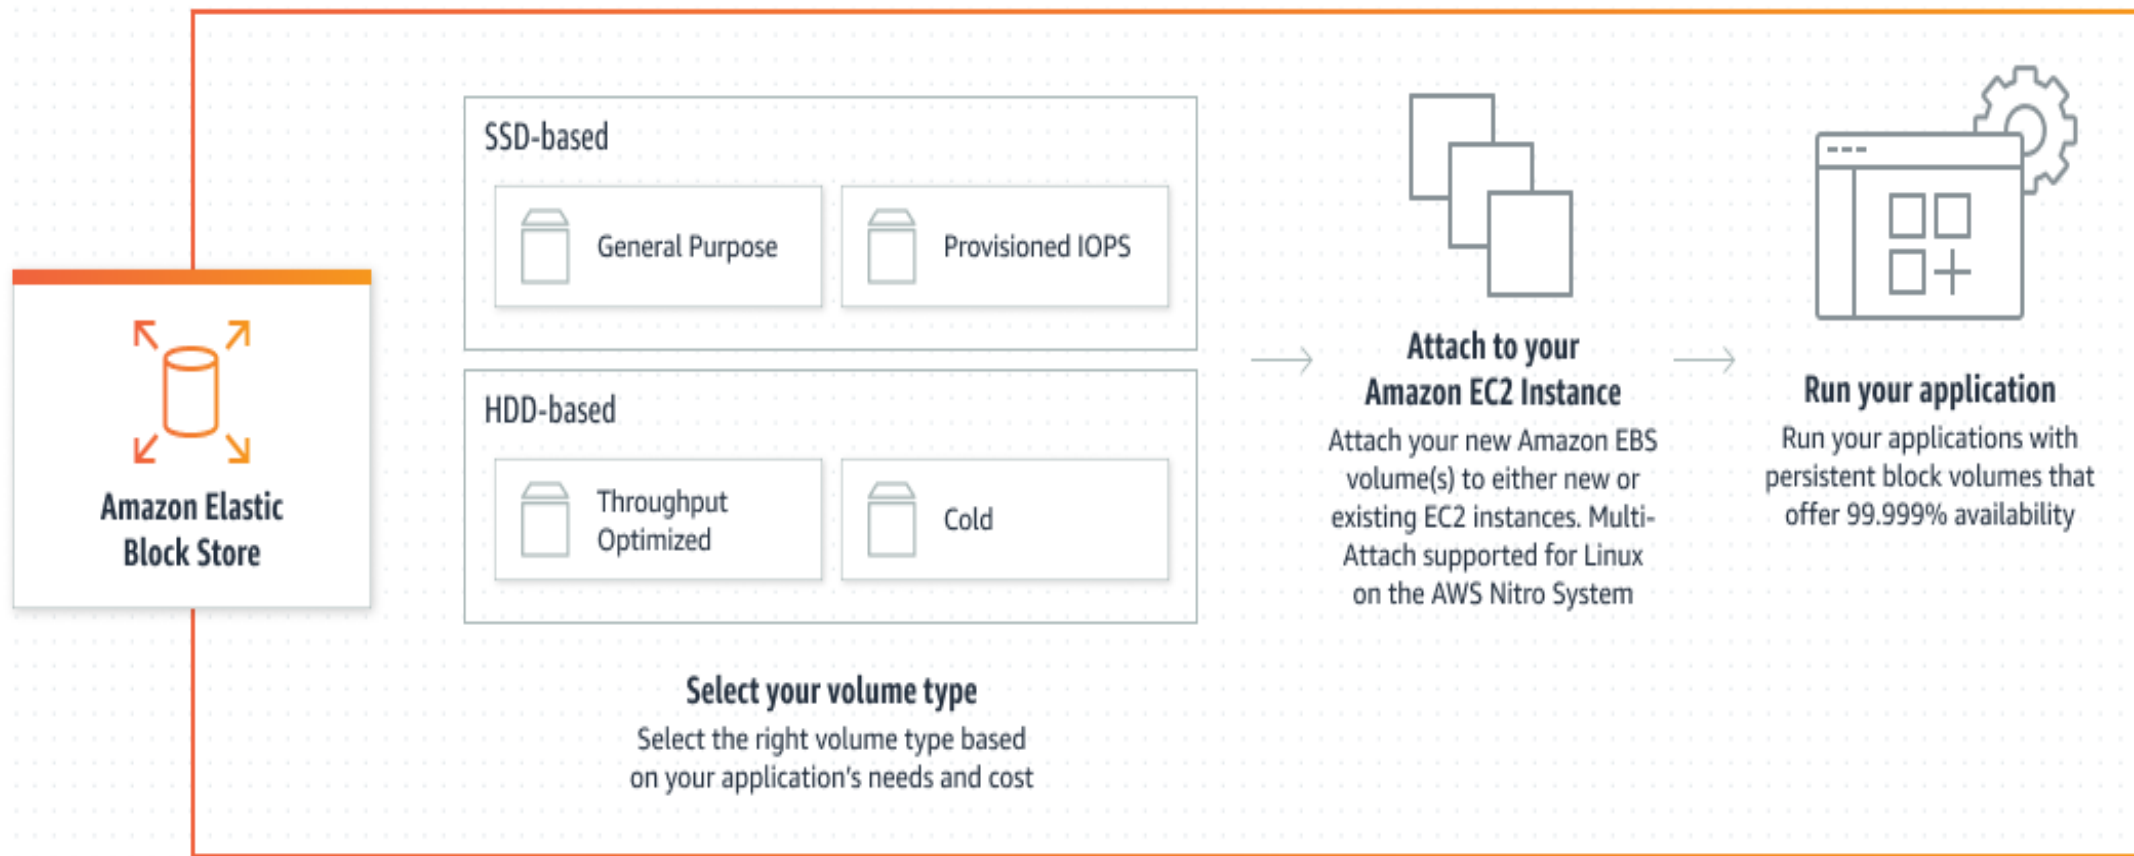 Amazon Elastic
Block Store
SSD-based
General Purpose
Provisioned IOPS
HDD-based
Throughput
Optimized
Cold
Select your volume type
Select the right volume type based
on your application's needs and cost
Attach to your
Amazon EC2 Instance
Attach your new Amazon EBS
volume(s) to either new or
existing EC2 instances. Multi-
Attach supported for Linux
on the AWS Nitro System
Run your application
Run your applications with
persistent block volumes that
offer 99.999% availability